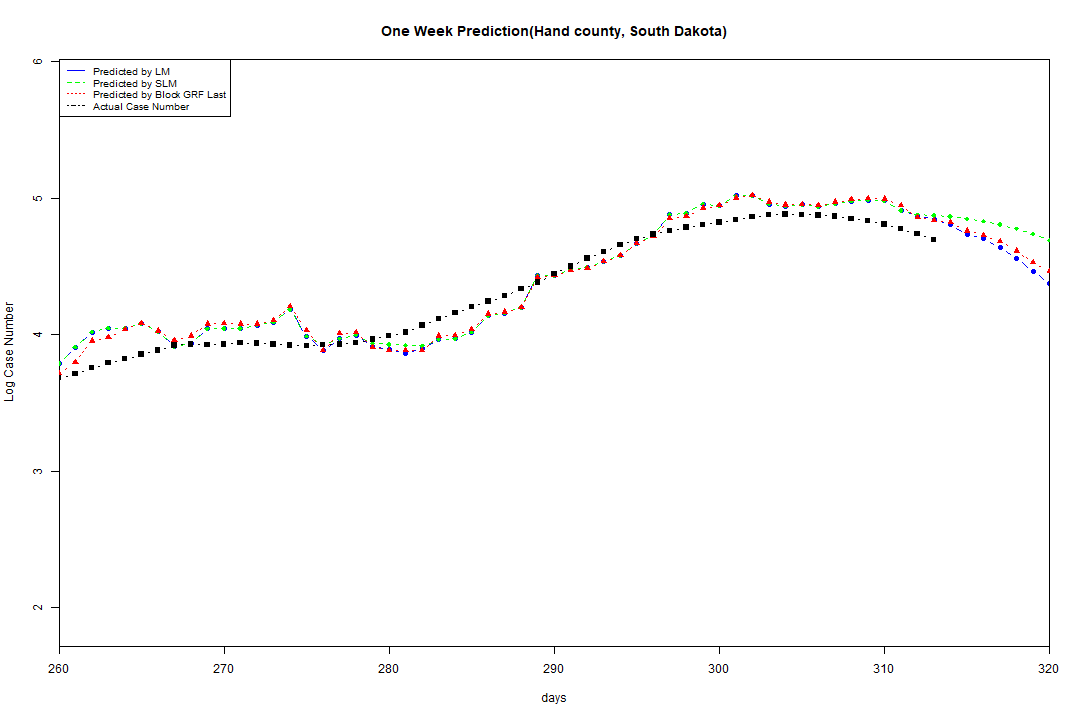 One Week Prediction(Hand county, South Dakota)
Predicted by LM
Predicted by SLM
Predicted by Block GRF Last
Actual Case Number
6
5
4
3
2
Log Case Number
260 270 280 290 300 310 320
days